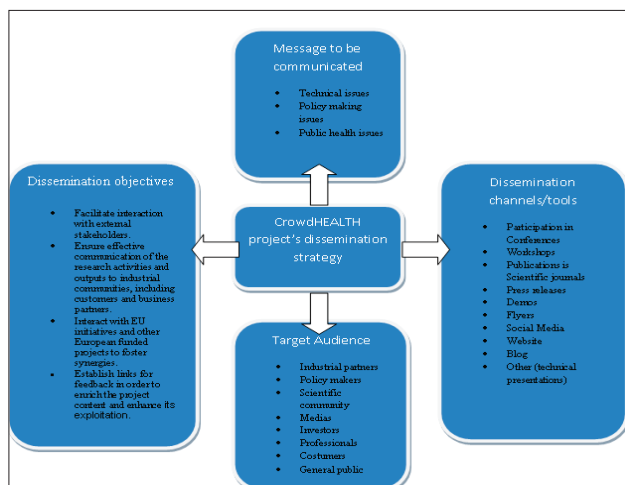 Message to be
communicated
• Technical issues
• Policy making
issues
• Public health issues
Dissemination objectives
• Facilitate interaction
with external
stakeholders.
• Ensure effective
communication of the
research activities and
outputs to industrial
communities, including
customers and business
partners.
• Interact with EU
initiatives and other
European funded
projects to foster
synergies.
• Establish links for
feedback in order to
enrich the project
content and enhance its
exploitation.
CrowdHEALTH
project's dissemination
strategy
Dissemination
channels/tools
• Participation in
Conferences
• Workshops
• Publications is
Scientific journals
• Press releases
• Demos
• Flyers
• Social Media
• Website
• Blog
• Other (technical
presentations)
Target Audience
• Industrial partners
• Policy makers
• Scientific
community
• Medias
• Investors
• Professionals
• Costumers
• General public